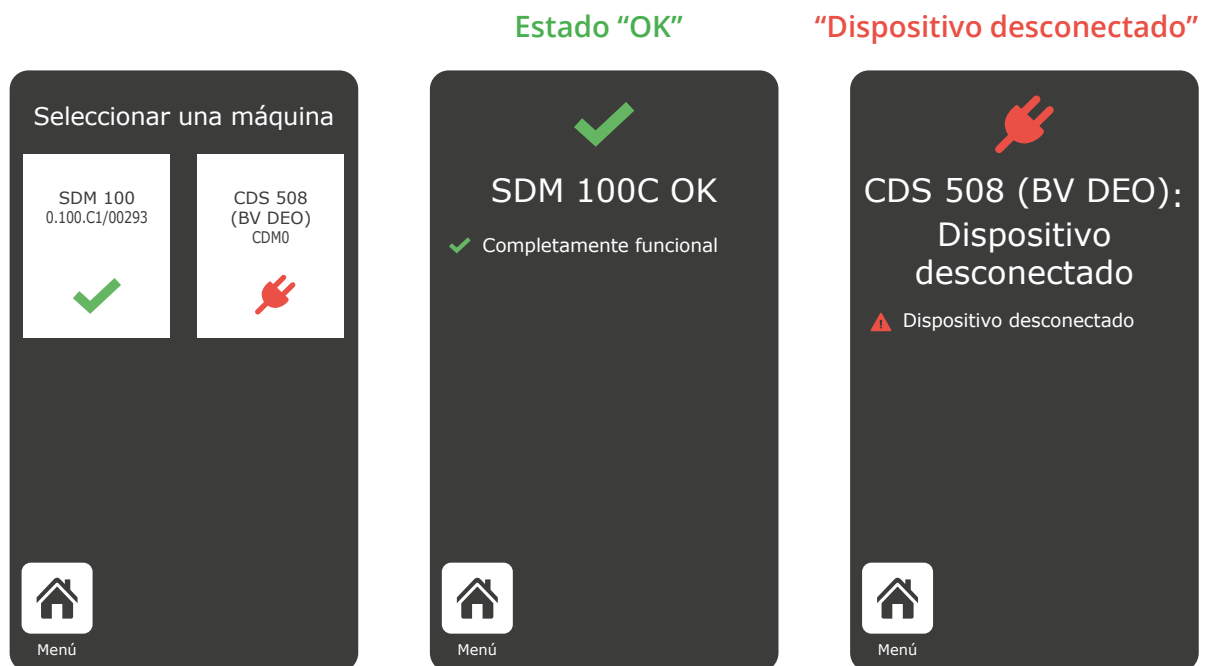 Estado “OK”
“Dispositivo desconectado”
Seleccionar una máquina
SDM 100
0.100.C1/00293
CDS 508
(BV DEO)
CDM0
Menú
SDM 100C OK
Completamente funcional
Menú
CDS 508 (BV DEO):
Dispositivo
desconectado
Dispositivo desconectado
Menú